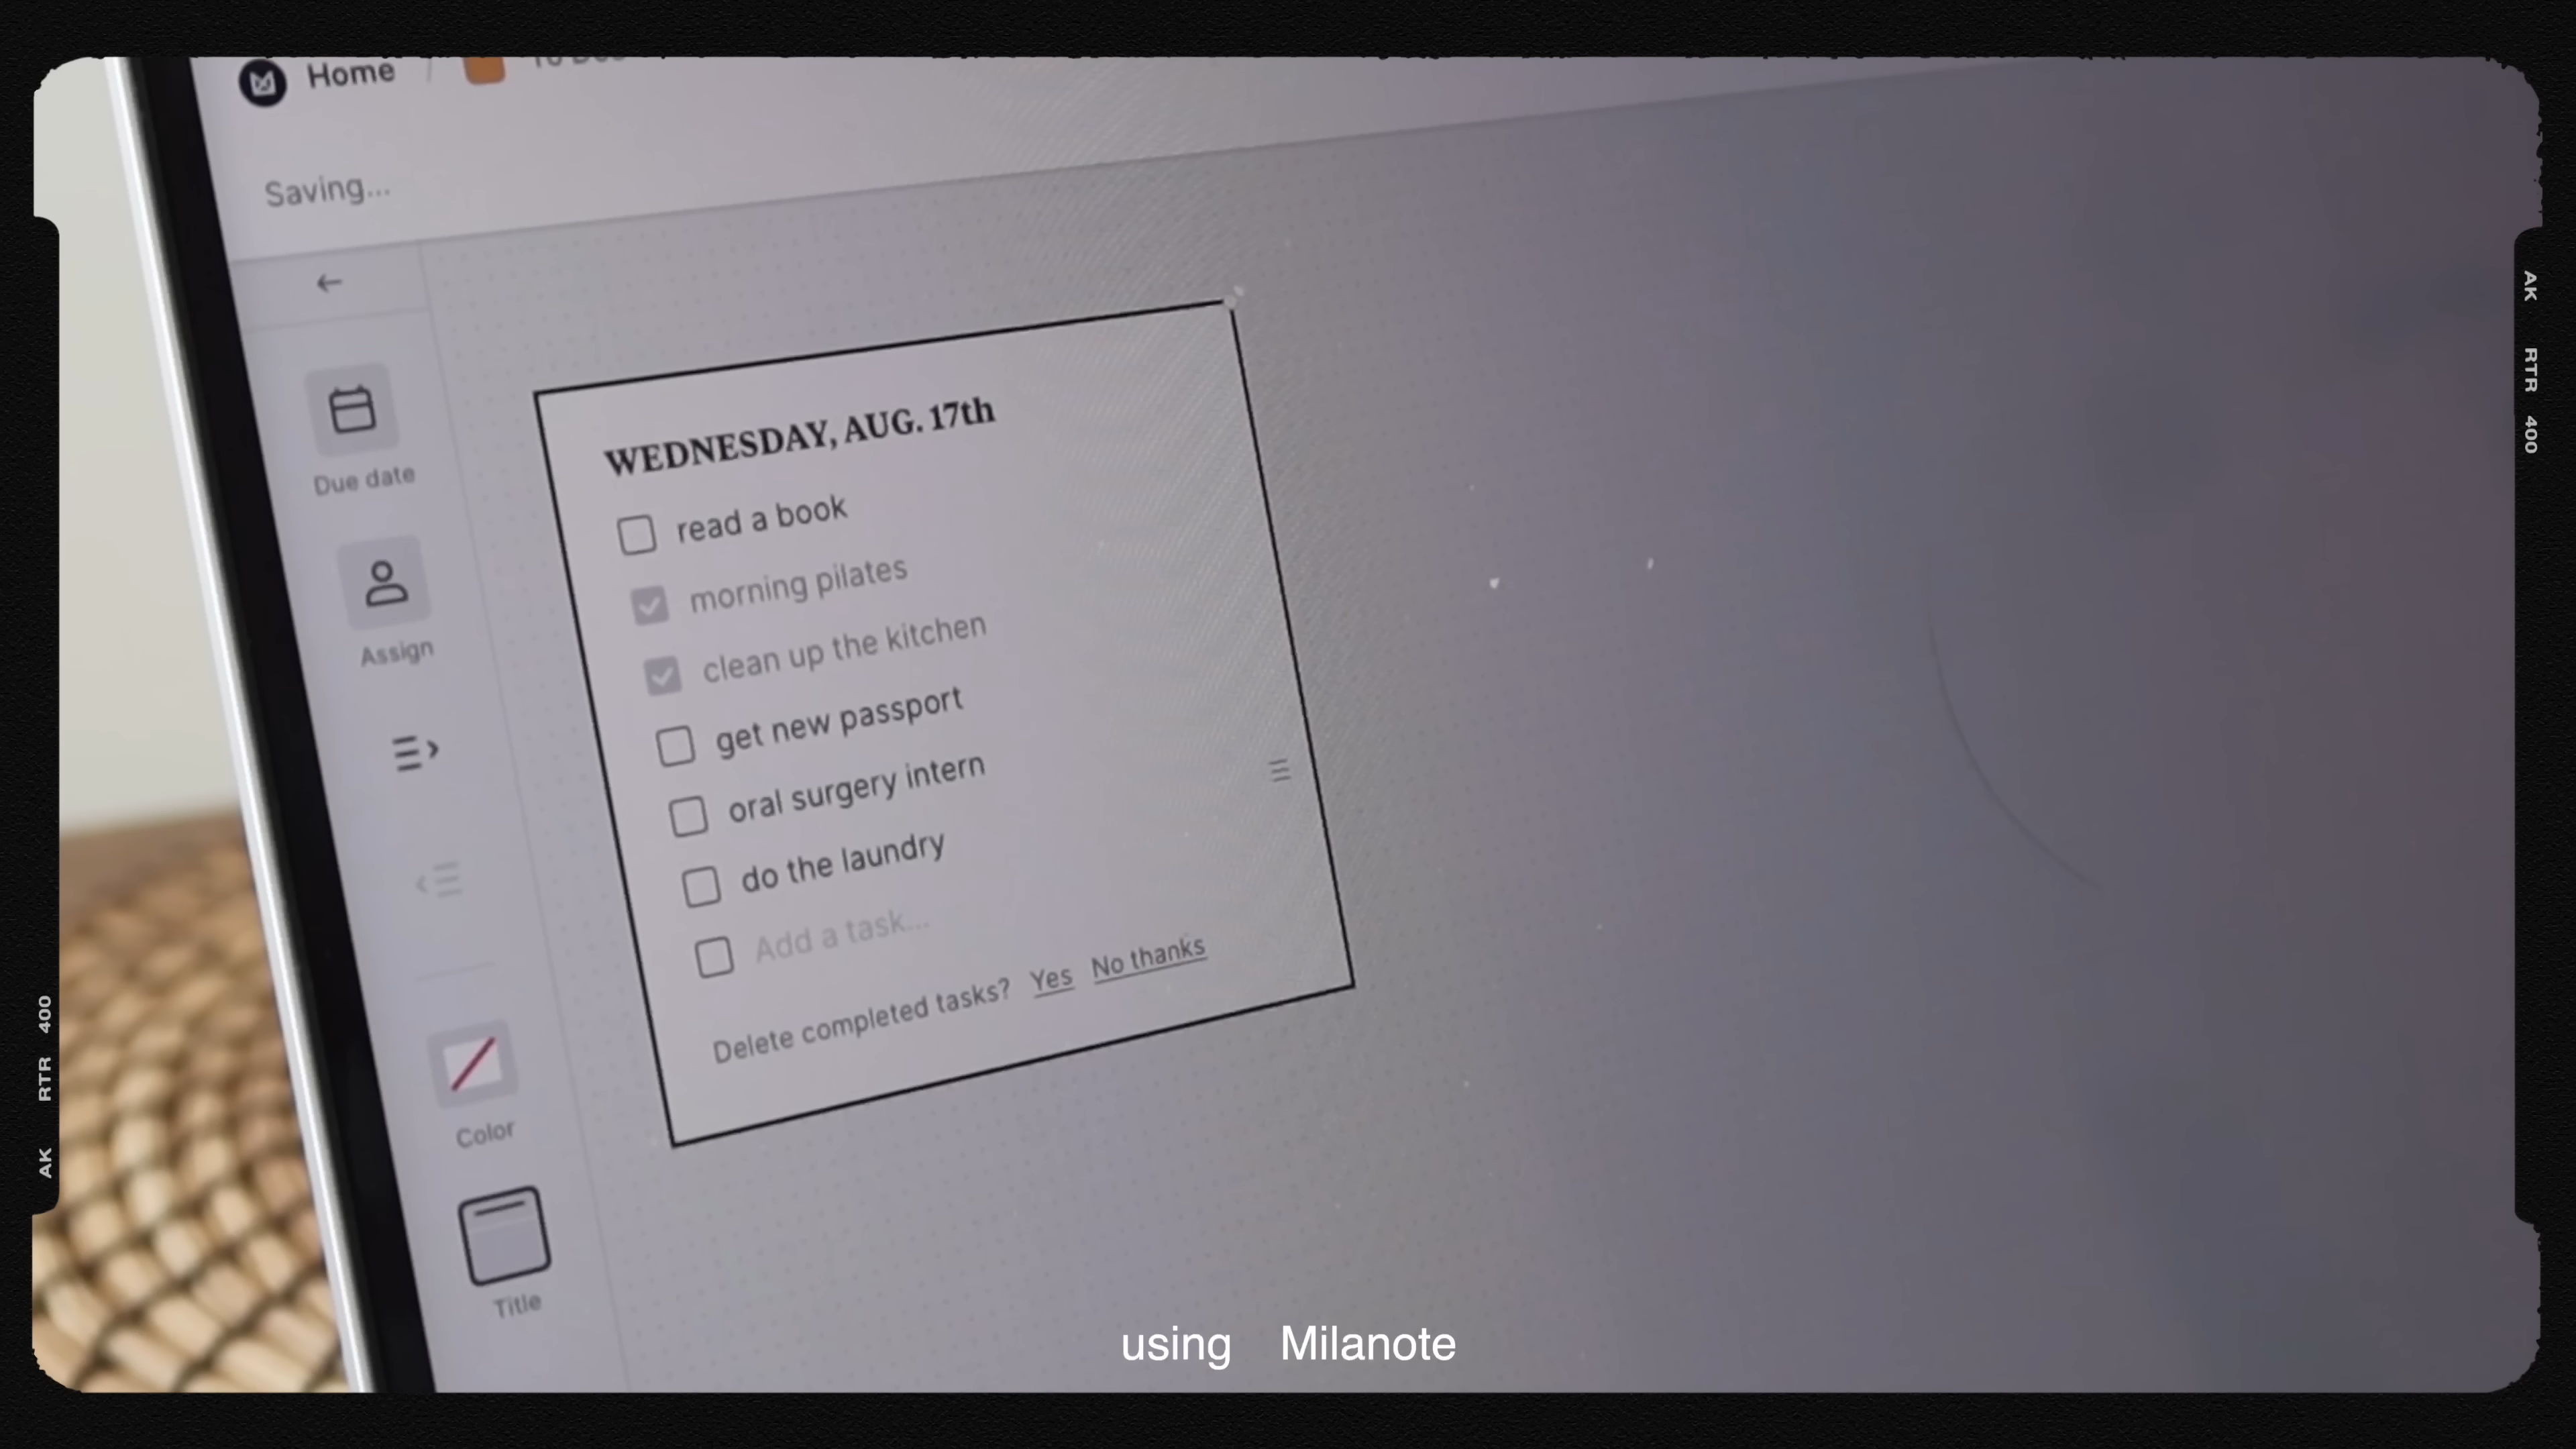 Home /
Saving...
Due date
Assign
Color
Title
WEDNESDAY, AUG. 17th
read a book
morning pilates
clean up the kitchen
get new passport
oral surgery intern
do the laundry
Add a task...
Delete completed tasks? Yes No thanks
using Milanote
AK RTR 400
AK RTR 400